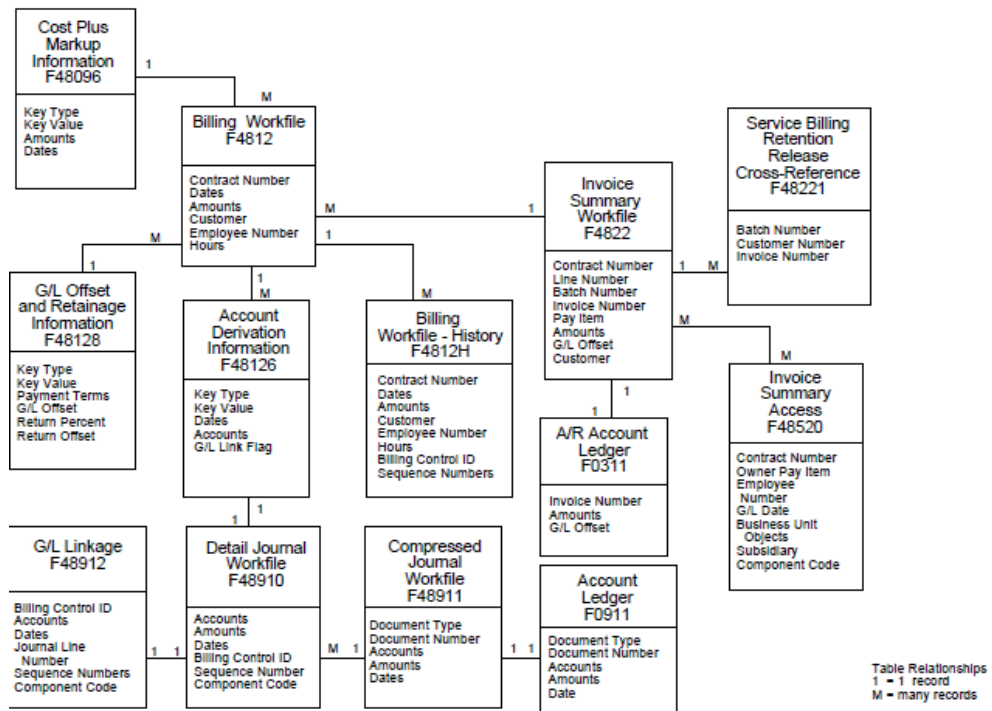 Cost Plus
Markup
Information
F48096
Key Type
Key Value
Amounts
Dates
1
M
Billing Workfile
F4812
Contract Number
Dates
Amounts
Customer
Employee Number
Hours
M
1
M
1
1
M
1
M
1
M
Invoice
Summary
Workfile
F4822
Contract Number
Line Number
Batch Number
Invoice Number
Pay Item
Amounts
G/L Offset
Customer
1
M
M
M
1
1
Service Billing
Retention
Release
Cross-Reference
F48221
Batch Number
Customer Number
Invoice Number
G/L Offset
and Retainage
Information
F48128
Key Type
Key Value
Payment Terms
G/L Offset
Return Percent
Return Offset
Account
Derivation
Information
F48126
Key Type
Key Value
Dates
Accounts
G/L Link Flag
Billing
Workfile - History
F4812H
Contract Number
Dates
Amounts
Customer
Employee Number
Hours
Billing Control ID
Sequence Numbers
A/R Account
Ledger
F0311
Invoice Number
Amounts
G/L Offset
Invoice
Summary
Access
F48520
Contract Number
Owner Pay Item
Employee
Number
G/L Date
Business Unit
Objects
Subsidiary
Component Code
1
1
G/L Linkage
F48912
Billing Control ID
Accounts
Dates
Journal Line
Number
Sequence Numbers
Component Code
1
1
Detail Journal
Workfile
F48910
Accounts
Amounts
Dates
Billing Control ID
Sequence Number
Component Code
M
1
Compressed
Journal
Workfile
F48911
Document Type
Document Number
Accounts
Amounts
Dates
1
1
Account
Ledger
F0911
Document Type
Document Number
Accounts
Amounts
Date
Table Relationships
1 = 1 record
M = many records